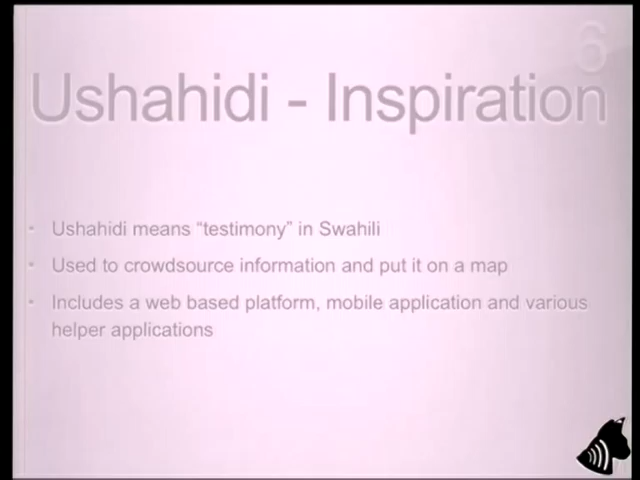 6
Ushahidi - Inspiration
• Ushahidi means “testimony” in Swahili
• Used to crowdsource information and put it on a map
• Includes a web based platform, mobile application and various
helper applications